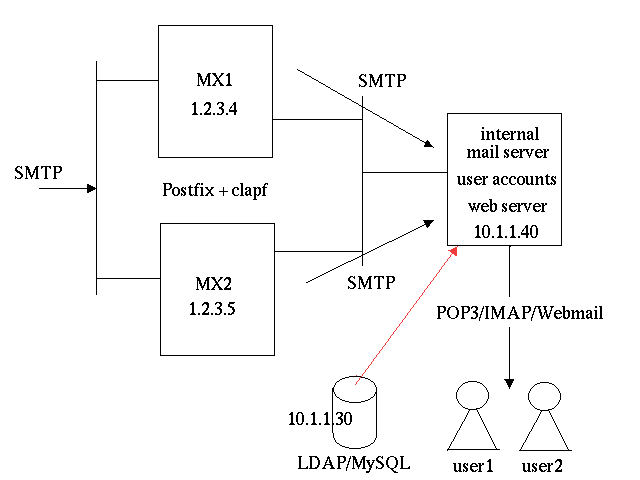 MX1
1.2.3.4
SMTP
SMTP
Postfix + clapf
internal
mail server
user accounts
web server
10.1.1.40
MX2
1.2.3.5
SMTP
POP3/IMAP/Webmail
10.1.1.30
LDAP/MySQL
user1
user2